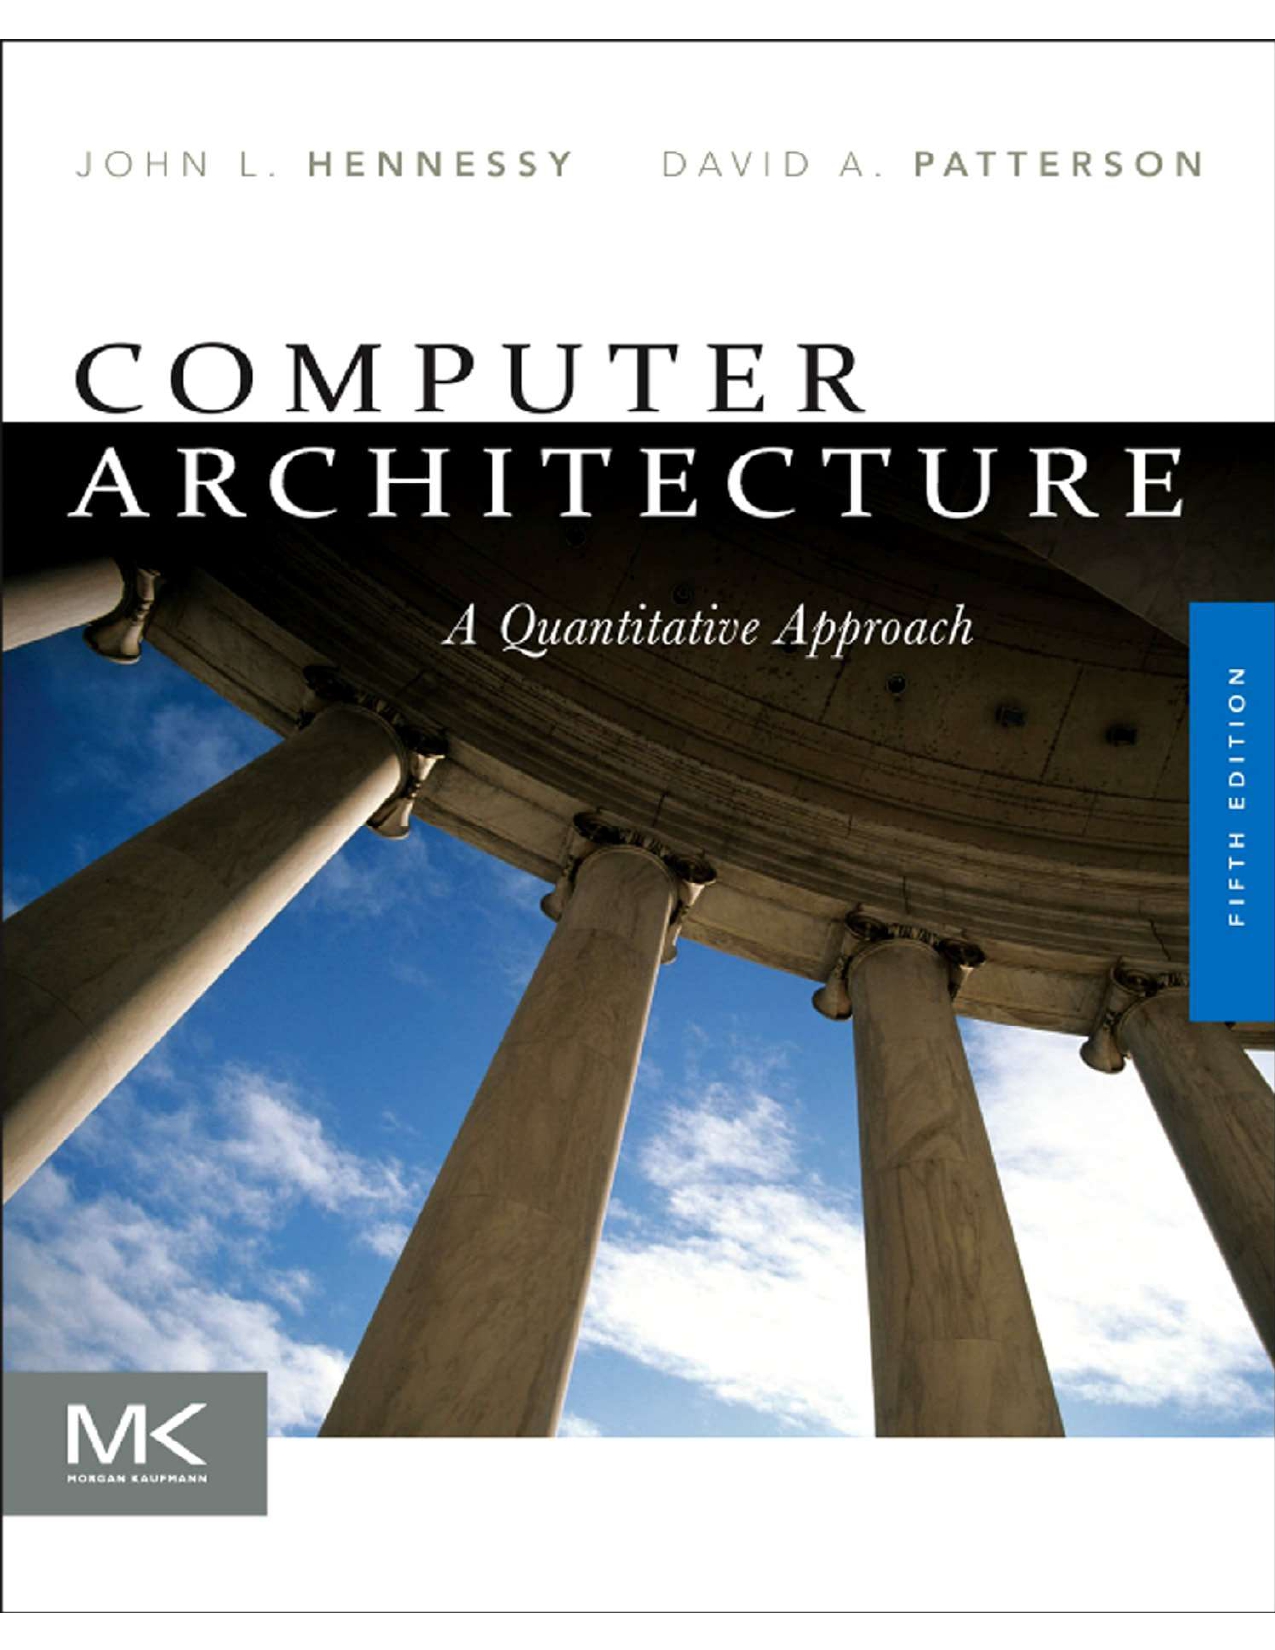 JOHN L. HENNESSY DAVID A. PATTERSON
COMPUTER
ARCHITECTURE
A Quantitative Approach
FIFTH EDITION
MK
MORGAN KAUFMANN